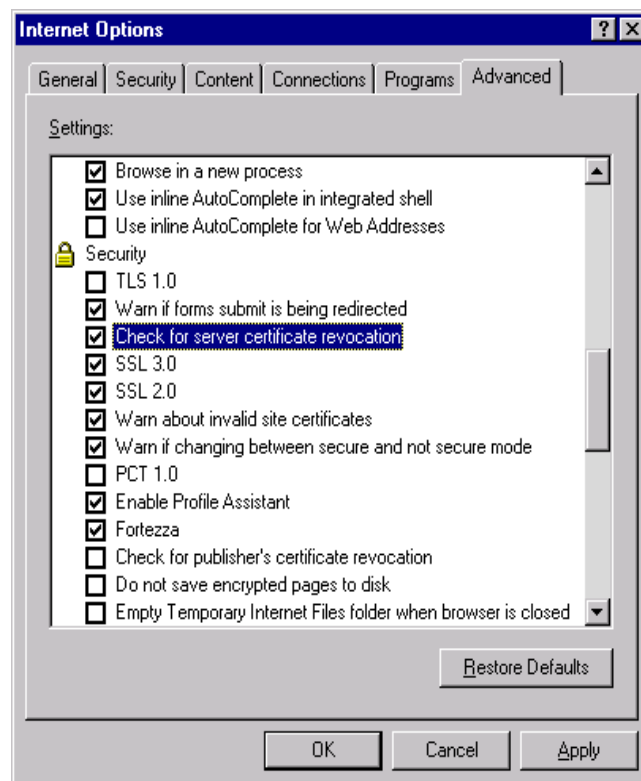 Internet Options
General Security Content Connections Programs Advanced
Settings:
Browse in a new process
Use inline AutoComplete in integrated shell
Use inline AutoComplete for Web Addresses
Security
TLS 1.0
Warn if forms submit is being redirected
Check for server certificate revocation
SSL 3.0
SSL 2.0
Warn about invalid site certificates
Warn if changing between secure and not secure mode
PCT 1.0
Enable Profile Assistant
Fortezza
Check for publisher's certificate revocation
Do not save encrypted pages to disk
Empty Temporary Internet Files folder when browser is closed
Restore Defaults
OK Cancel Apply